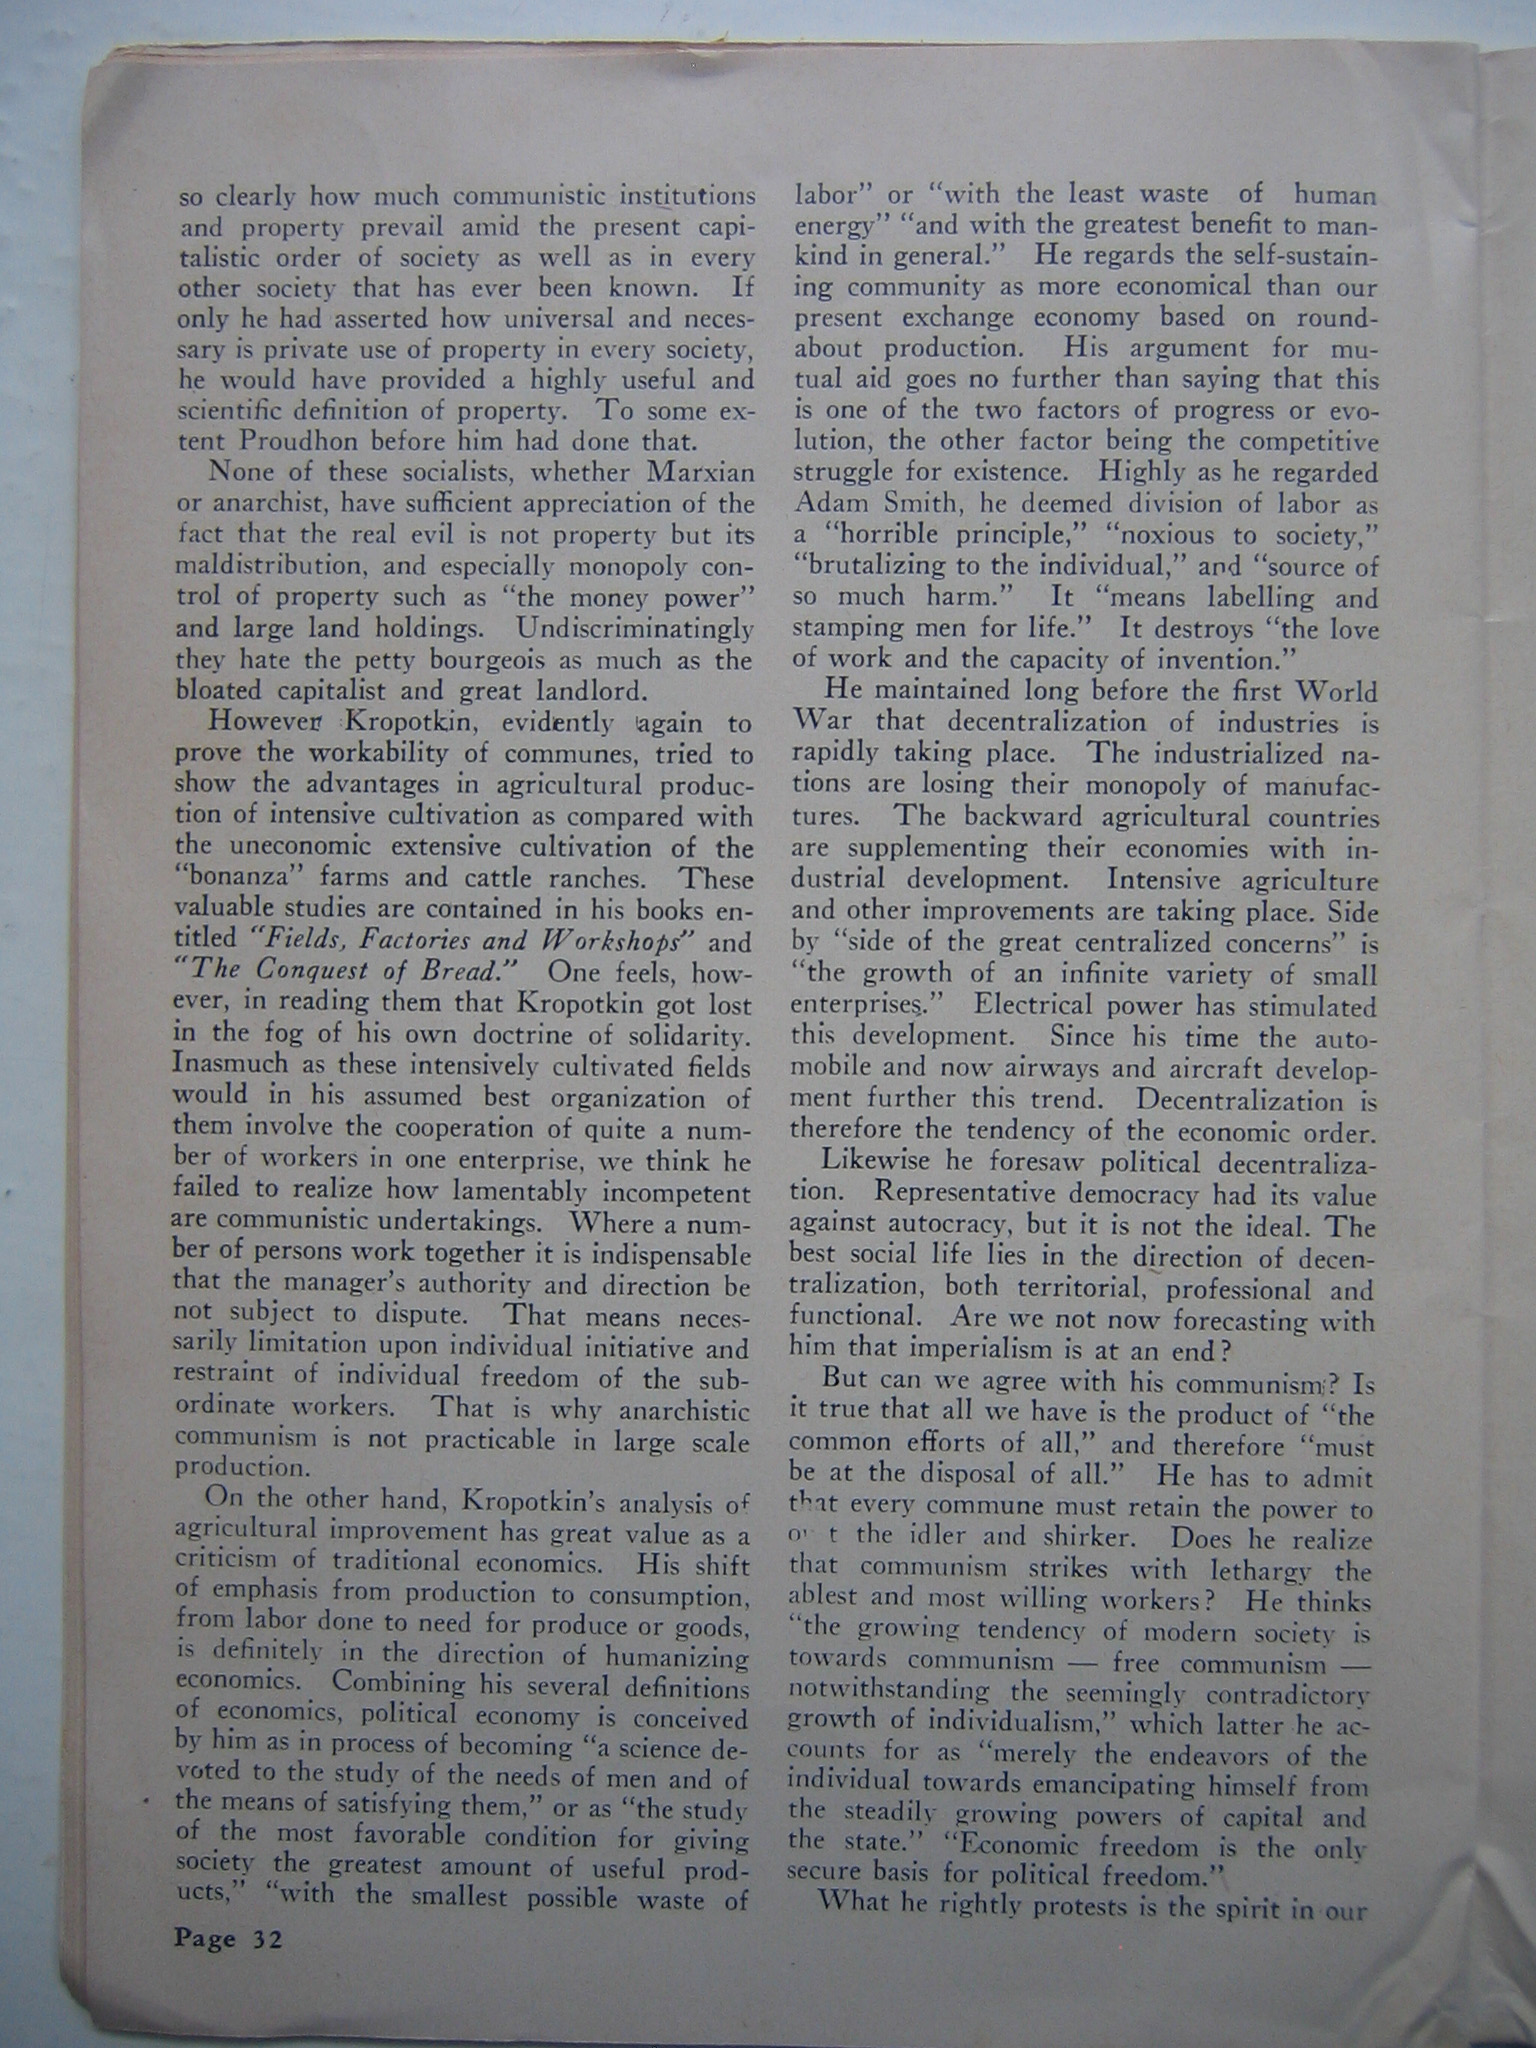 so clearly how much communistic institutions
and property prevail amid the present capi-
talistic order of society as well as in every
other society that has ever been known. If
only he had asserted how universal and neces-
sary is private use of property in every society,
he would have provided a highly useful and
scientific definition of property. To some ex-
tent Proudhon before him had done that.
None of these socialists, whether Marxian
or anarchist, have sufficient appreciation of the
fact that the real evil is not property but its
maldistribution, and especially monopoly con-
trol of property such as “the money power”
and large land holdings. Undiscriminatingly
they hate the petty bourgeois as much as the
bloated capitalist and great landlord.
However Kropotkin, evidently again to
prove the workability of communes, tried to
show the advantages in agricultural produc-
tion of intensive cultivation as compared with
the uneconomic extensive cultivation of the
“bonanza” farms and cattle ranches. These
valuable studies are contained in his books en-
titled “Fields, Factories and Workshops” and
“The Conquest of Bread.” One feels, how-
ever, in reading them that Kropotkin got lost
in the fog of his own doctrine of solidarity.
Inasmuch as these intensively cultivated fields
would in his assumed best organization of
them involve the cooperation of quite a num-
ber of workers in one enterprise, we think he
failed to realize how lamentably incompetent
are communistic undertakings. Where a num-
ber of persons work together it is indispensable
that the manager’s authority and direction be
not subject to dispute. That means neces-
sarily limitation upon individual initiative and
restraint of individual freedom of the sub-
ordinate workers. That is why anarchistic
communism is not practicable in large scale
production.
On the other hand, Kropotkin’s analysis of
agricultural improvement has great value as a
criticism of traditional economics. His shift
of emphasis from production to consumption,
from labor done to need for produce or goods,
is definitely in the direction of humanizing
economics. Combining his several definitions
of economics, political economy is conceived
by him as in process of becoming “a science de-
voted to the study of the needs of men and of
the means of satisfying them,” or as “the study
of the most favorable condition for giving
society the greatest amount of useful prod-
ucts,” “with the smallest possible waste of
labor” or “with the least waste of human
energy” “and with the greatest benefit to man-
kind in general.” He regards the self-sustain-
ing community as more economical than our
present exchange economy based on round-
about production. His argument for mu-
tual aid goes no further than saying that this
is one of the two factors of progress or evo-
lution, the other factor being the competitive
struggle for existence. Highly as he regarded
Adam Smith, he deemed division of labor as
a “horrible principle,” “noxious to society,”
“brutalizing to the individual,” and “source of
so much harm.” It “means labelling and
stamping men for life.” It destroys “the love
of work and the capacity of invention.”
He maintained long before the first World
War that decentralization of industries is
rapidly taking place. The industrialized na-
tions are losing their monopoly of manufac-
tures. The backward agricultural countries
are supplementing their economies with in-
dustrial development. Intensive agriculture
and other improvements are taking place. Side
by “side of the great centralized concerns” is
“the growth of an infinite variety of small
enterprises.” Electrical power has stimulated
this development. Since his time the auto-
mobile and now airways and aircraft develop-
ment further this trend. Decentralization is
therefore the tendency of the economic order.
Likewise he foresaw political decentraliza-
tion. Representative democracy had its value
against autocracy, but it is not the ideal. The
best social life lies in the direction of decen-
tralization, both territorial, professional and
functional. Are we not now forecasting with
him that imperialism is at an end?
But can we agree with his communism? Is
it true that all we have is the product of “the
common efforts of all,” and therefore “must
be at the disposal of all.” He has to admit
that every commune must retain the power to
the idler and shirker. Does he realize
that communism strikes with lethargy the
ablest and most willing workers? He thinks
“the growing tendency of modern society is
towards communism — free communism —
notwithstanding the seemingly contradictory
growth of individualism,” which latter he ac-
counts for as “merely the endeavors of the
individual towards emancipating himself from
the steadily growing powers of capital and
the state.” “Economic freedom is the only
secure basis for political freedom.”
What he rightly protests is the spirit in our
Page 32